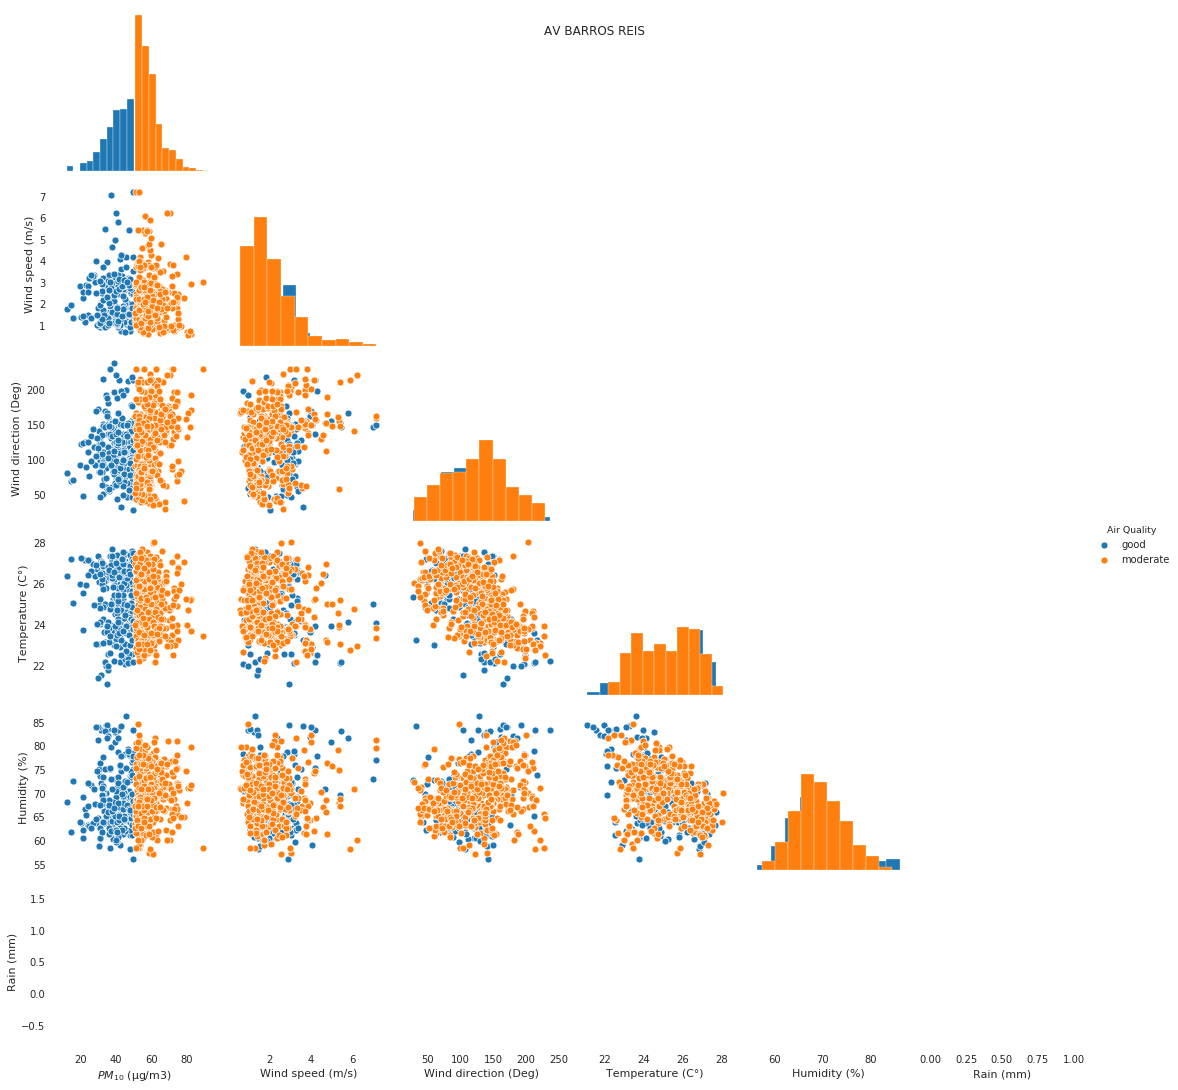 AV BARROS REIS
7
6
5
4
3
2
1
Wind speed (m/s)
200
150
100
50
Wind direction (Deg)
Air Quality
good
moderate
28
26
24
22
Temperature (C°)
85
80
75
70
65
60
55
Humidity (%)
1.5
1.0
0.5
0.0
−0.5
Rain (mm)
20 40 60 80
PM10 (µg/m3)
2 4 6
Wind speed (m/s)
50 100 150 200 250
Wind direction (Deg)
22 24 26 28
Temperature (C°)
60 70 80
Humidity (%)
0.00 0.25 0.50 0.75 1.00
Rain (mm)